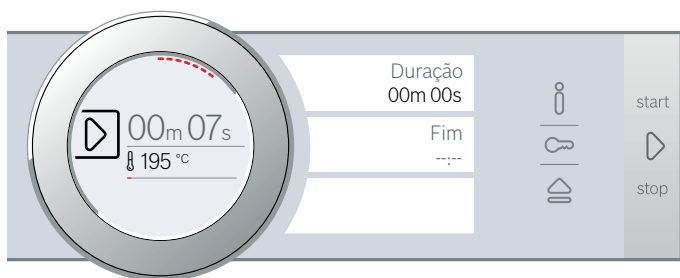 00m 07s
195 °C
Duração
00m 00s
Fim
--:--
start
stop